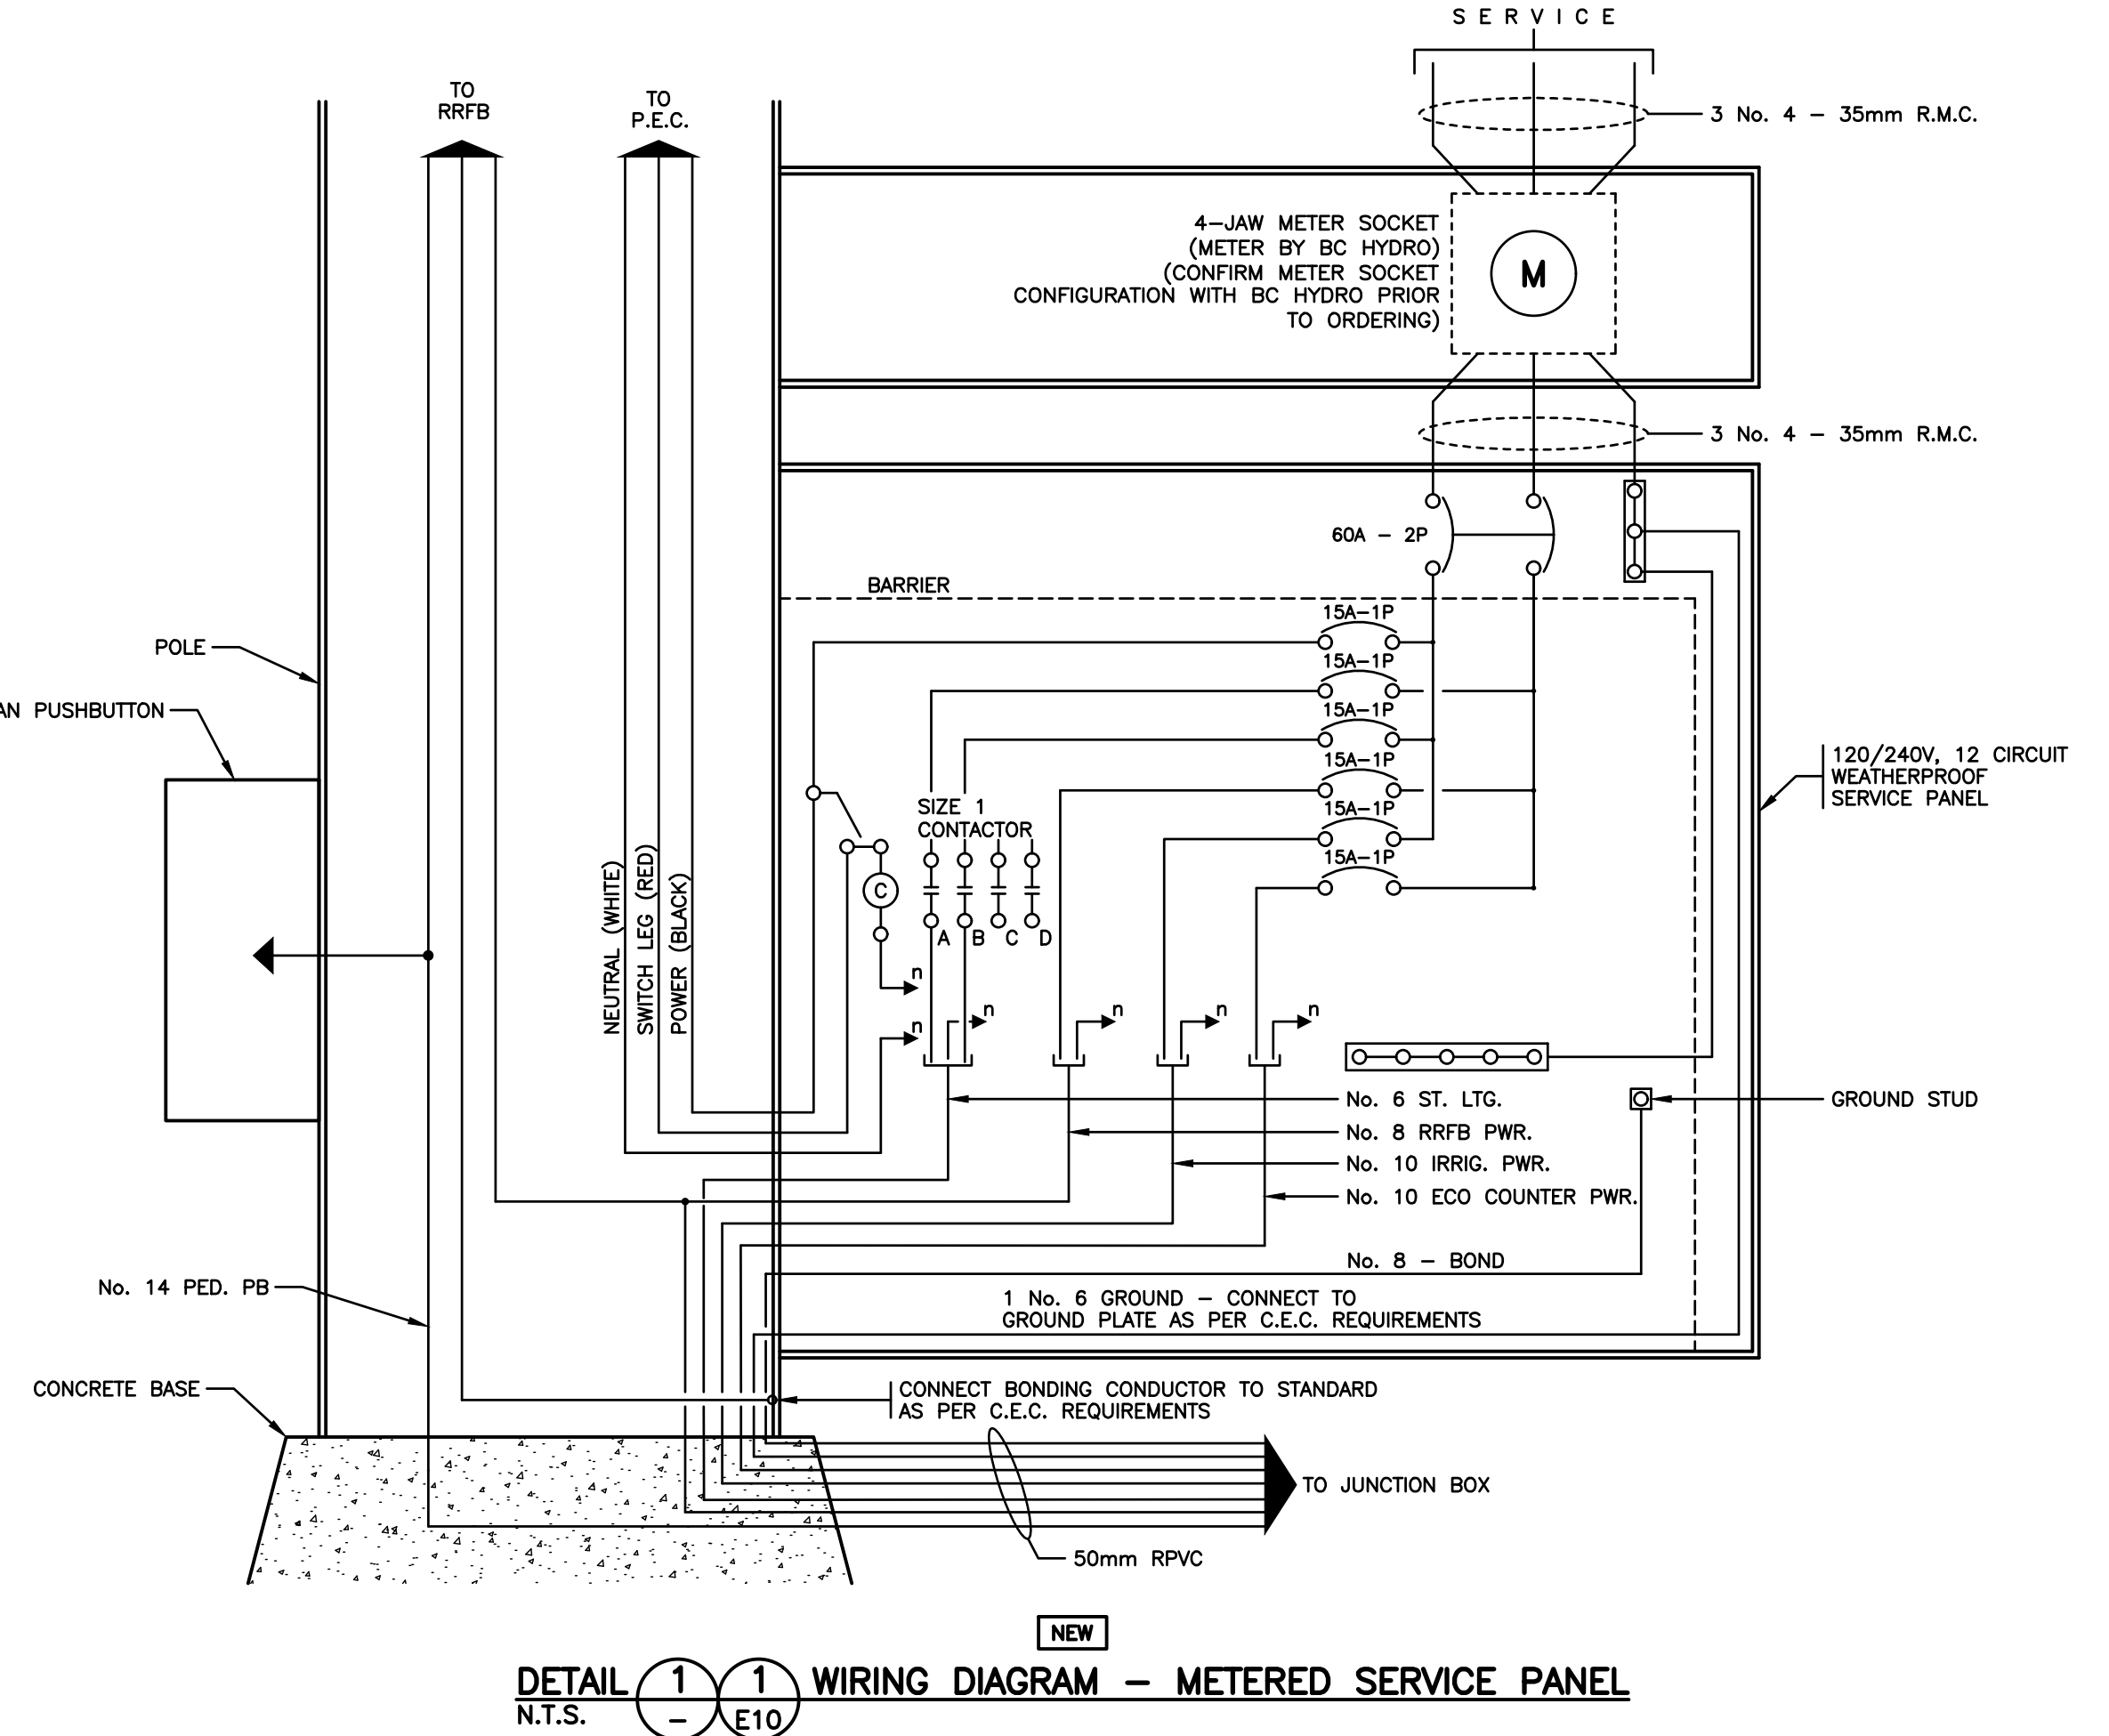 S E R V I C E
TO
RRFB
TO
P.E.C.
3 No. 4 – 35mm R.M.C.
4–JAW METER SOCKET
(METER BY BC HYDRO)
(CONFIRM METER SOCKET
CONFIGURATION WITH BC HYDRO PRIOR
TO ORDERING)
M
3 No. 4 – 35mm R.M.C.
60A – 2P
BARRIER
15A–1P
15A–1P
15A–1P
15A–1P
15A–1P
15A–1P
POLE
AN PUSHBUTTON
120/240V, 12 CIRCUIT
WEATHERPROOF
SERVICE PANEL
SIZE 1
CONTACTOR
C
A B C D
NEUTRAL (WHITE)
SWITCH LEG (RED)
POWER (BLACK)
n
n
n
n
n
n
No. 6 ST. LTG.
GROUND STUD
No. 8 RRFB PWR.
No. 10 IRRIG. PWR.
No. 10 ECO COUNTER PWR.
No. 8 – BOND
No. 14 PED. PB
1 No. 6 GROUND – CONNECT TO
GROUND PLATE AS PER C.E.C. REQUIREMENTS
CONCRETE BASE
CONNECT BONDING CONDUCTOR TO STANDARD
AS PER C.E.C. REQUIREMENTS
TO JUNCTION BOX
50mm RPVC
NEW
DETAIL 1 1 WIRING DIAGRAM – METERED SERVICE PANEL
N.T.S. – E10